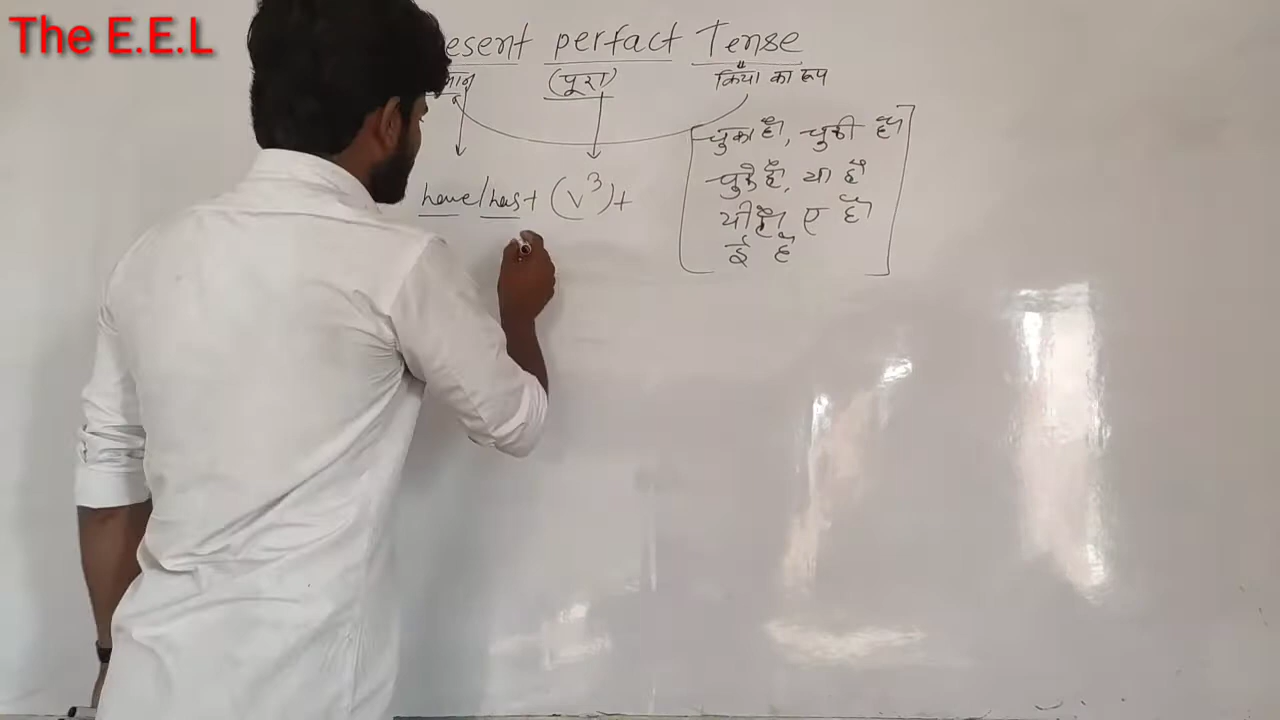 The E.E.L
esent perfact Tense
मान (पूरा) क्रिया का रूप
चुका है, चुकी है
चुके हैं, या है
यी है, ए है
ई है
have/has + (V3) +